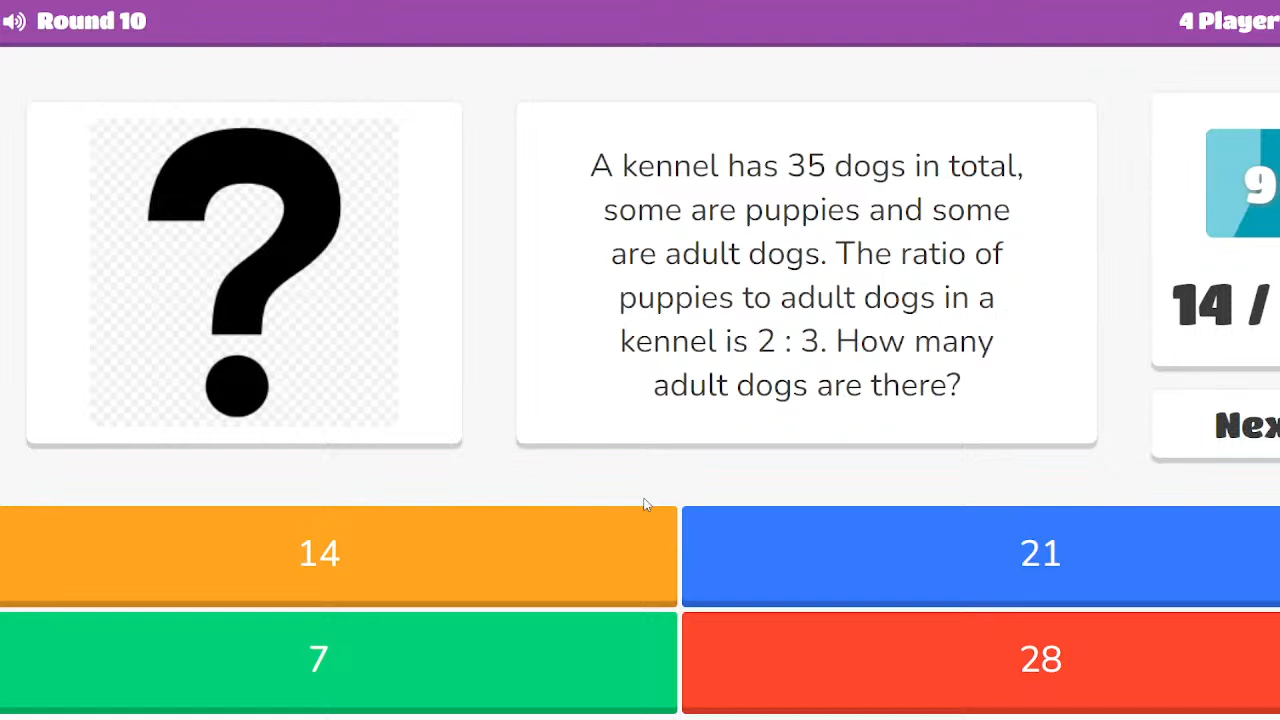 Round 10
4 Player
A kennel has 35 dogs in total,
some are puppies and some
are adult dogs. The ratio of
puppies to adult dogs in a
kennel is 2 : 3. How many
adult dogs are there?
9
14 /
Nex
14
21
7
28